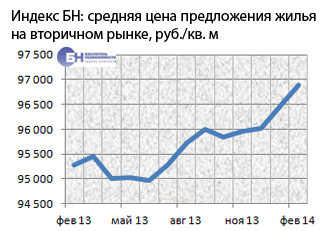 Индекс БН: средняя цена предложения жилья
на вторичном рынке, руб./кв. м
97 500
97 000
96 500
96 000
95 500
95 000
94 500
БН
фев 13
май 13
авг 13
ноя 13
фев 14